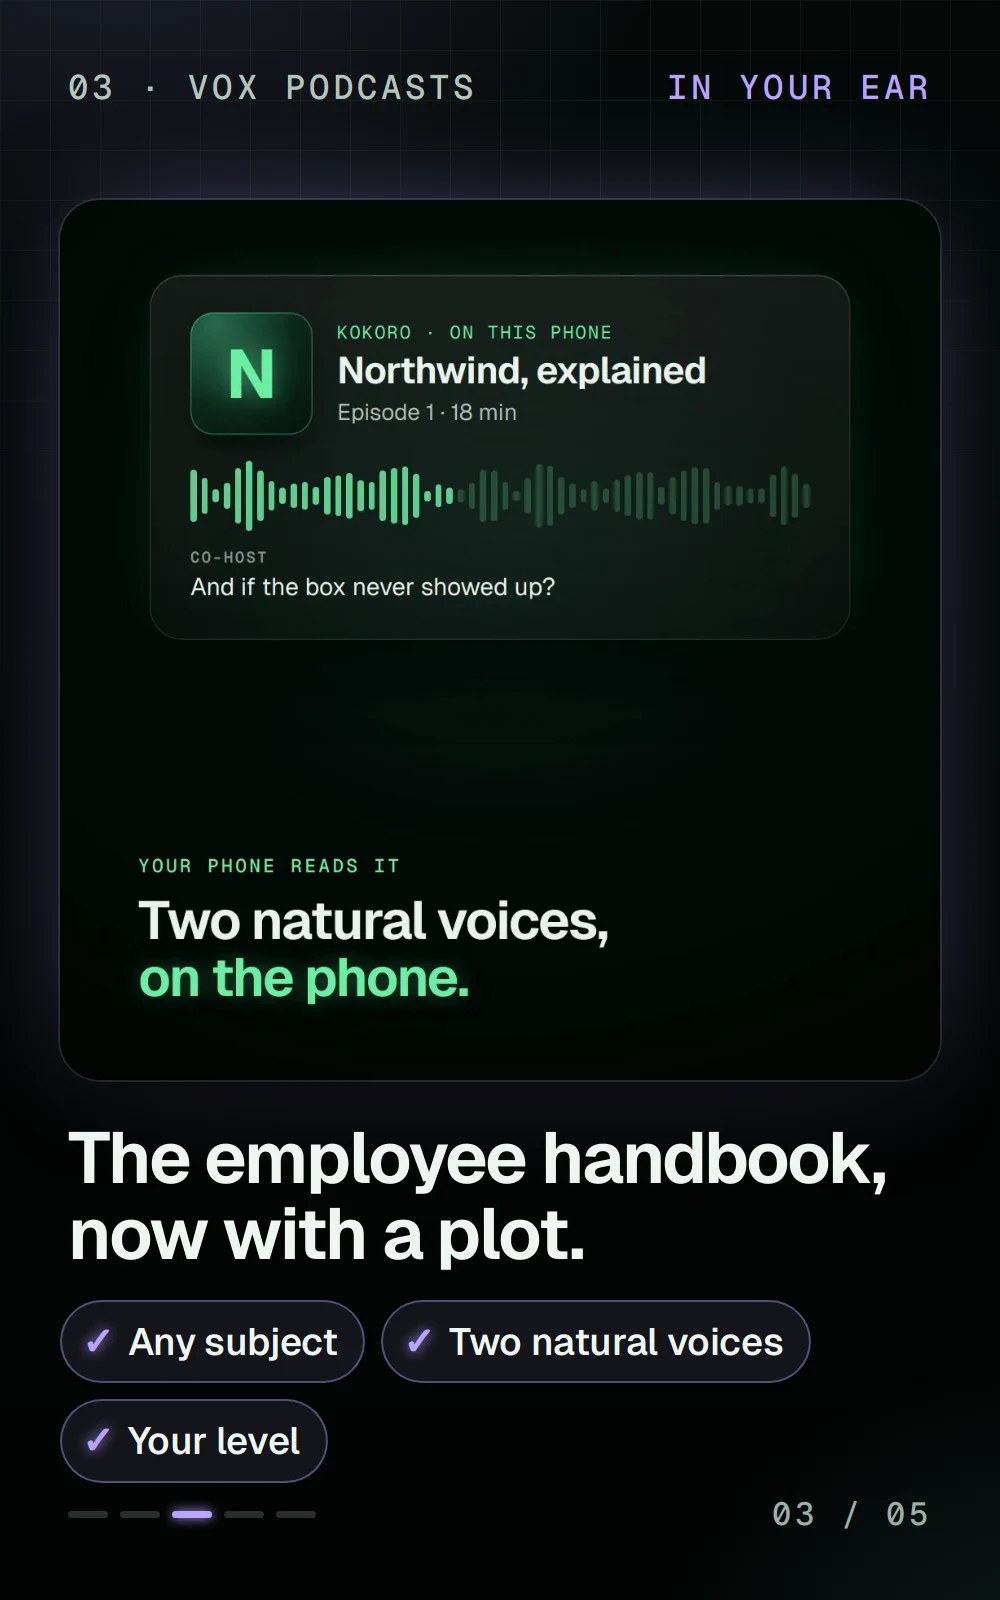 03 · VOX PODCASTS
IN YOUR EAR
N
KOKORO · ON THIS PHONE
Northwind, explained
Episode 1 · 18 min
CO-HOST
And if the box never showed up?
YOUR PHONE READS IT
Two natural voices,
on the phone.
The employee handbook,
now with a plot.
✓ Any subject
✓ Two natural voices
✓ Your level
03 / 05